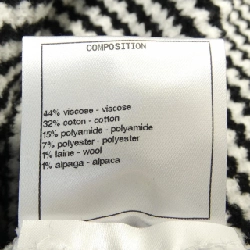 COMPOSITION
44% viscose - viscose
32% coton - cotton
15% polyamide - polyamide
7% polyester - polyester
1% laine - wool
1% alpaga - alpaca